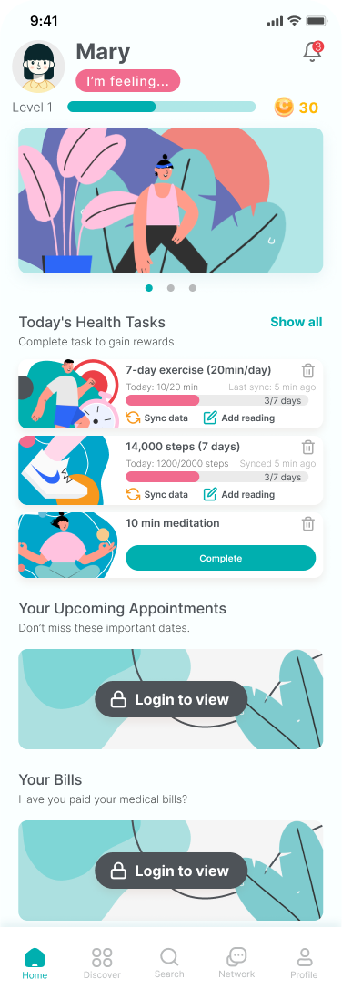 9:41
Mary
3
I'm feeling...
Level 1
30
Today's Health Tasks
Show all
Complete task to gain rewards
7-day exercise (20min/day)
Today: 10/20 min
Last sync: 5 min ago
3/7 days
Sync data
Add reading
14,000 steps (7 days)
Today: 1200/2000 steps
Synced 5 min ago
3/7 days
Sync data
Add reading
10 min meditation
Complete
Your Upcoming Appointments
Don't miss these important dates.
Login to view
Your Bills
Have you paid your medical bills?
Login to view
Home
Discover
Search
Network
Profile